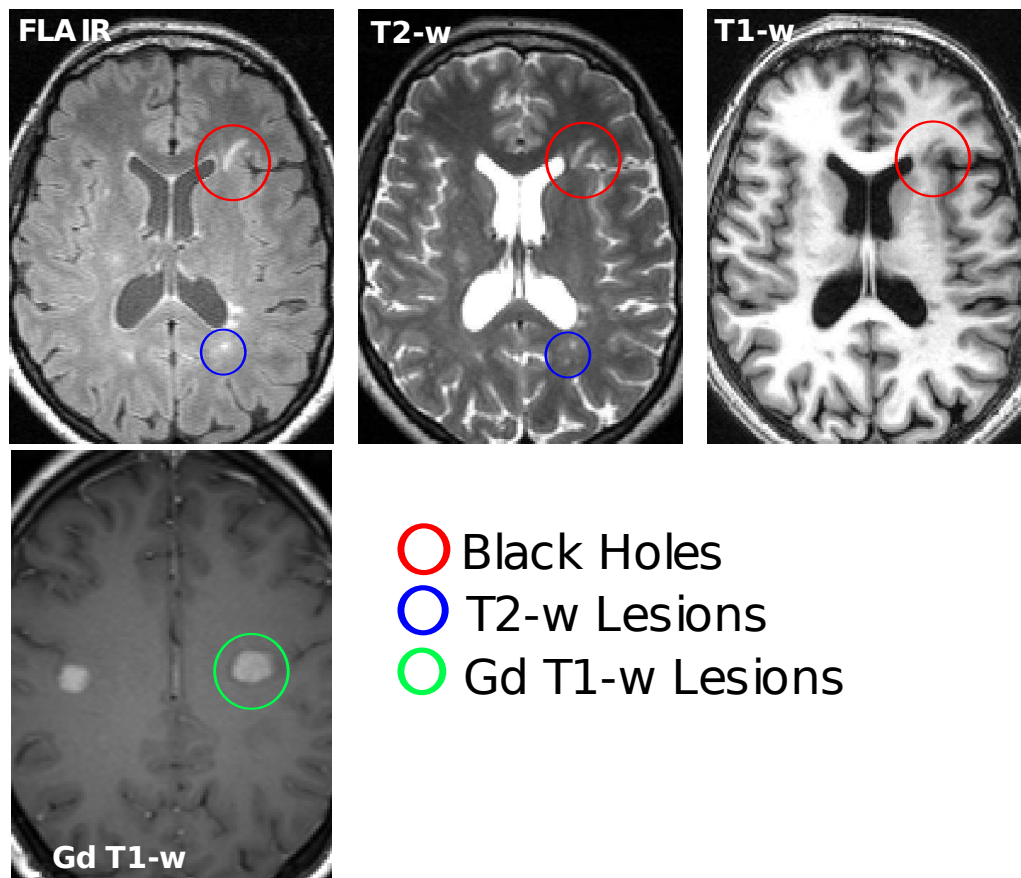 FLAIR
T2-w
T1-w
Gd T1-w
Black Holes
T2-w Lesions
Gd T1-w Lesions